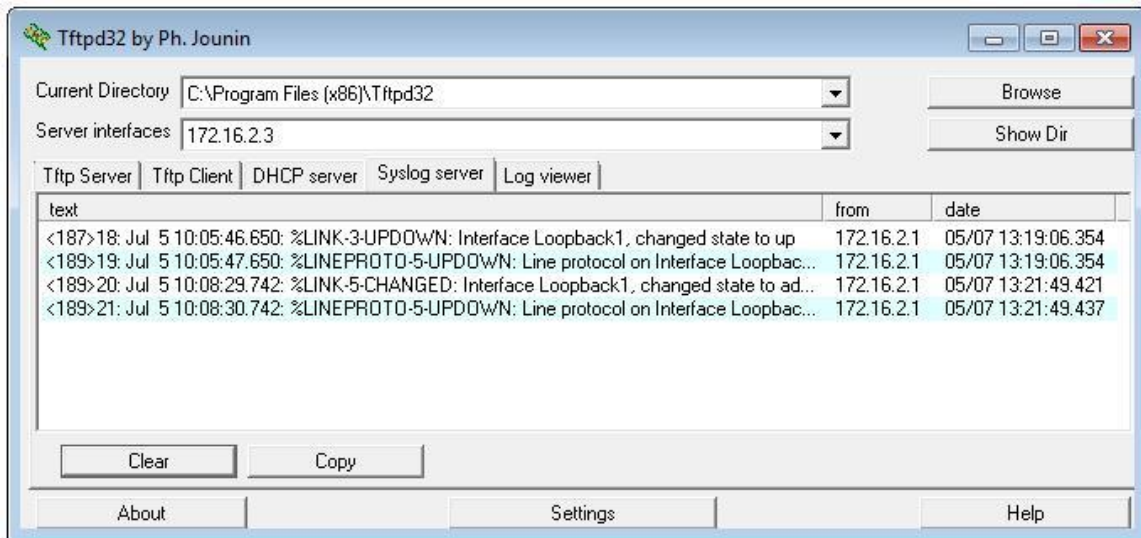 Tftpd32 by Ph. Jounin
Current Directory C:\Program Files (x86)\Tftpd32 Browse
Server interfaces 172.16.2.3 Show Dir
Tftp Server Tftp Client DHCP server Syslog server Log viewer
text from date
<187>18: Jul 5 10:05:46.650: %LINK-3-UPDOWN: Interface Loopback1, changed state to up 172.16.2.1 05/07 13:19:06.354
<189>19: Jul 5 10:05:47.650: %LINEPROTO-5-UPDOWN: Line protocol on Interface Loopbac... 172.16.2.1 05/07 13:19:06.354
<189>20: Jul 5 10:08:29.742: %LINK-5-CHANGED: Interface Loopback1, changed state to ad... 172.16.2.1 05/07 13:21:49.421
<189>21: Jul 5 10:08:30.742: %LINEPROTO-5-UPDOWN: Line protocol on Interface Loopbac... 172.16.2.1 05/07 13:21:49.437
Clear Copy
About Settings Help